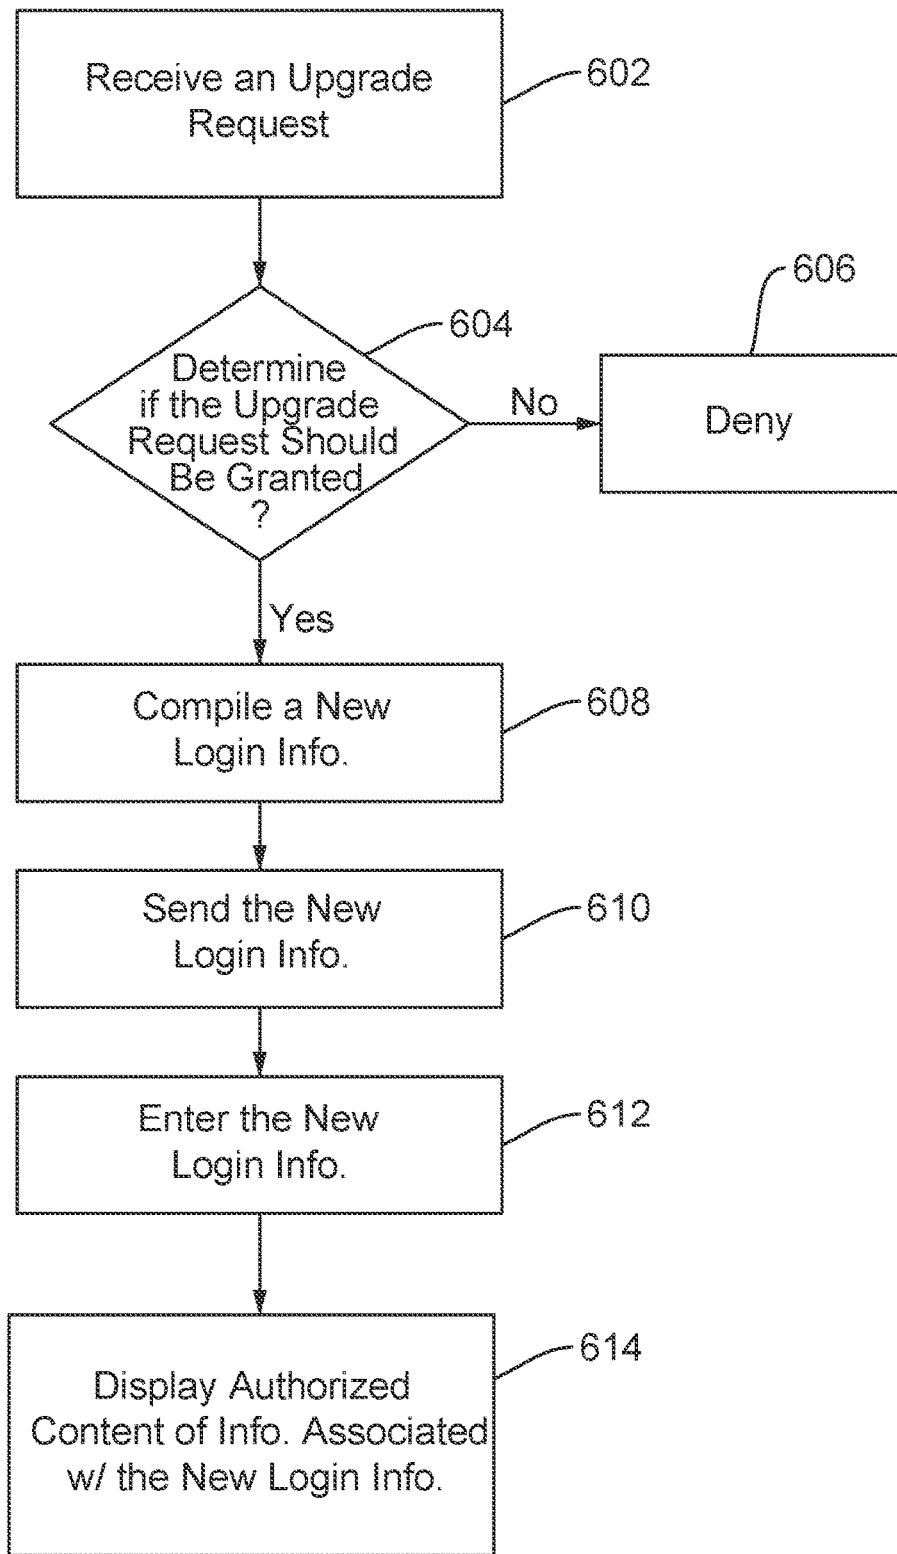 Receive an Upgrade
Request
602
604
Determine
if the Upgrade
Request Should
Be Granted
?
No
606
Deny
Yes
Compile a New
Login Info.
608
Send the New
Login Info.
610
Enter the New
Login Info.
612
Display Authorized
Content of Info. Associated
w/ the New Login Info.
614